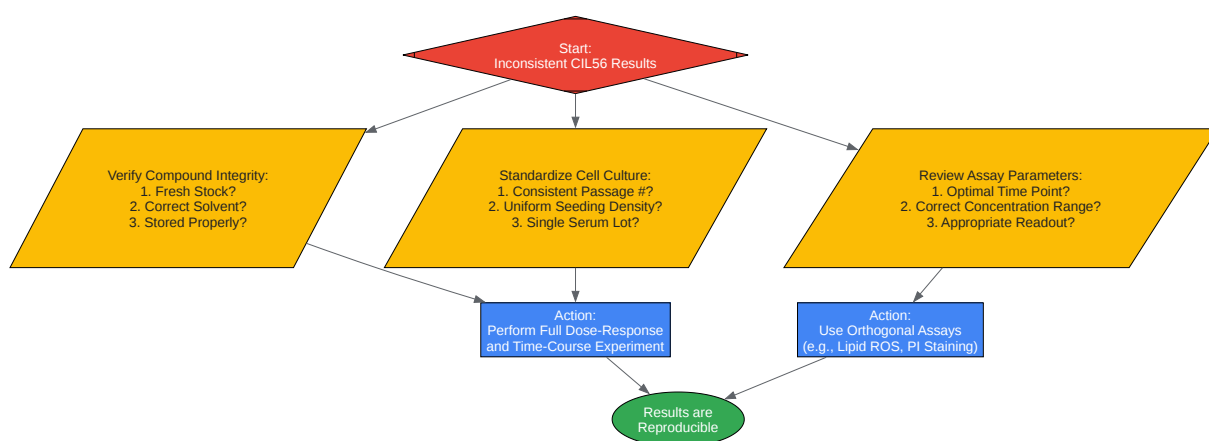 Start:
Inconsistent CIL56 Results
Verify Compound Integrity:
1. Fresh Stock?
2. Correct Solvent?
3. Stored Properly?
Standardize Cell Culture:
1. Consistent Passage #?
2. Uniform Seeding Density?
3. Single Serum Lot?
Review Assay Parameters:
1. Optimal Time Point?
2. Correct Concentration Range?
3. Appropriate Readout?
Action:
Perform Full Dose-Response
and Time-Course Experiment
Action:
Use Orthogonal Assays
(e.g., Lipid ROS, PI Staining)
Results are
Reproducible